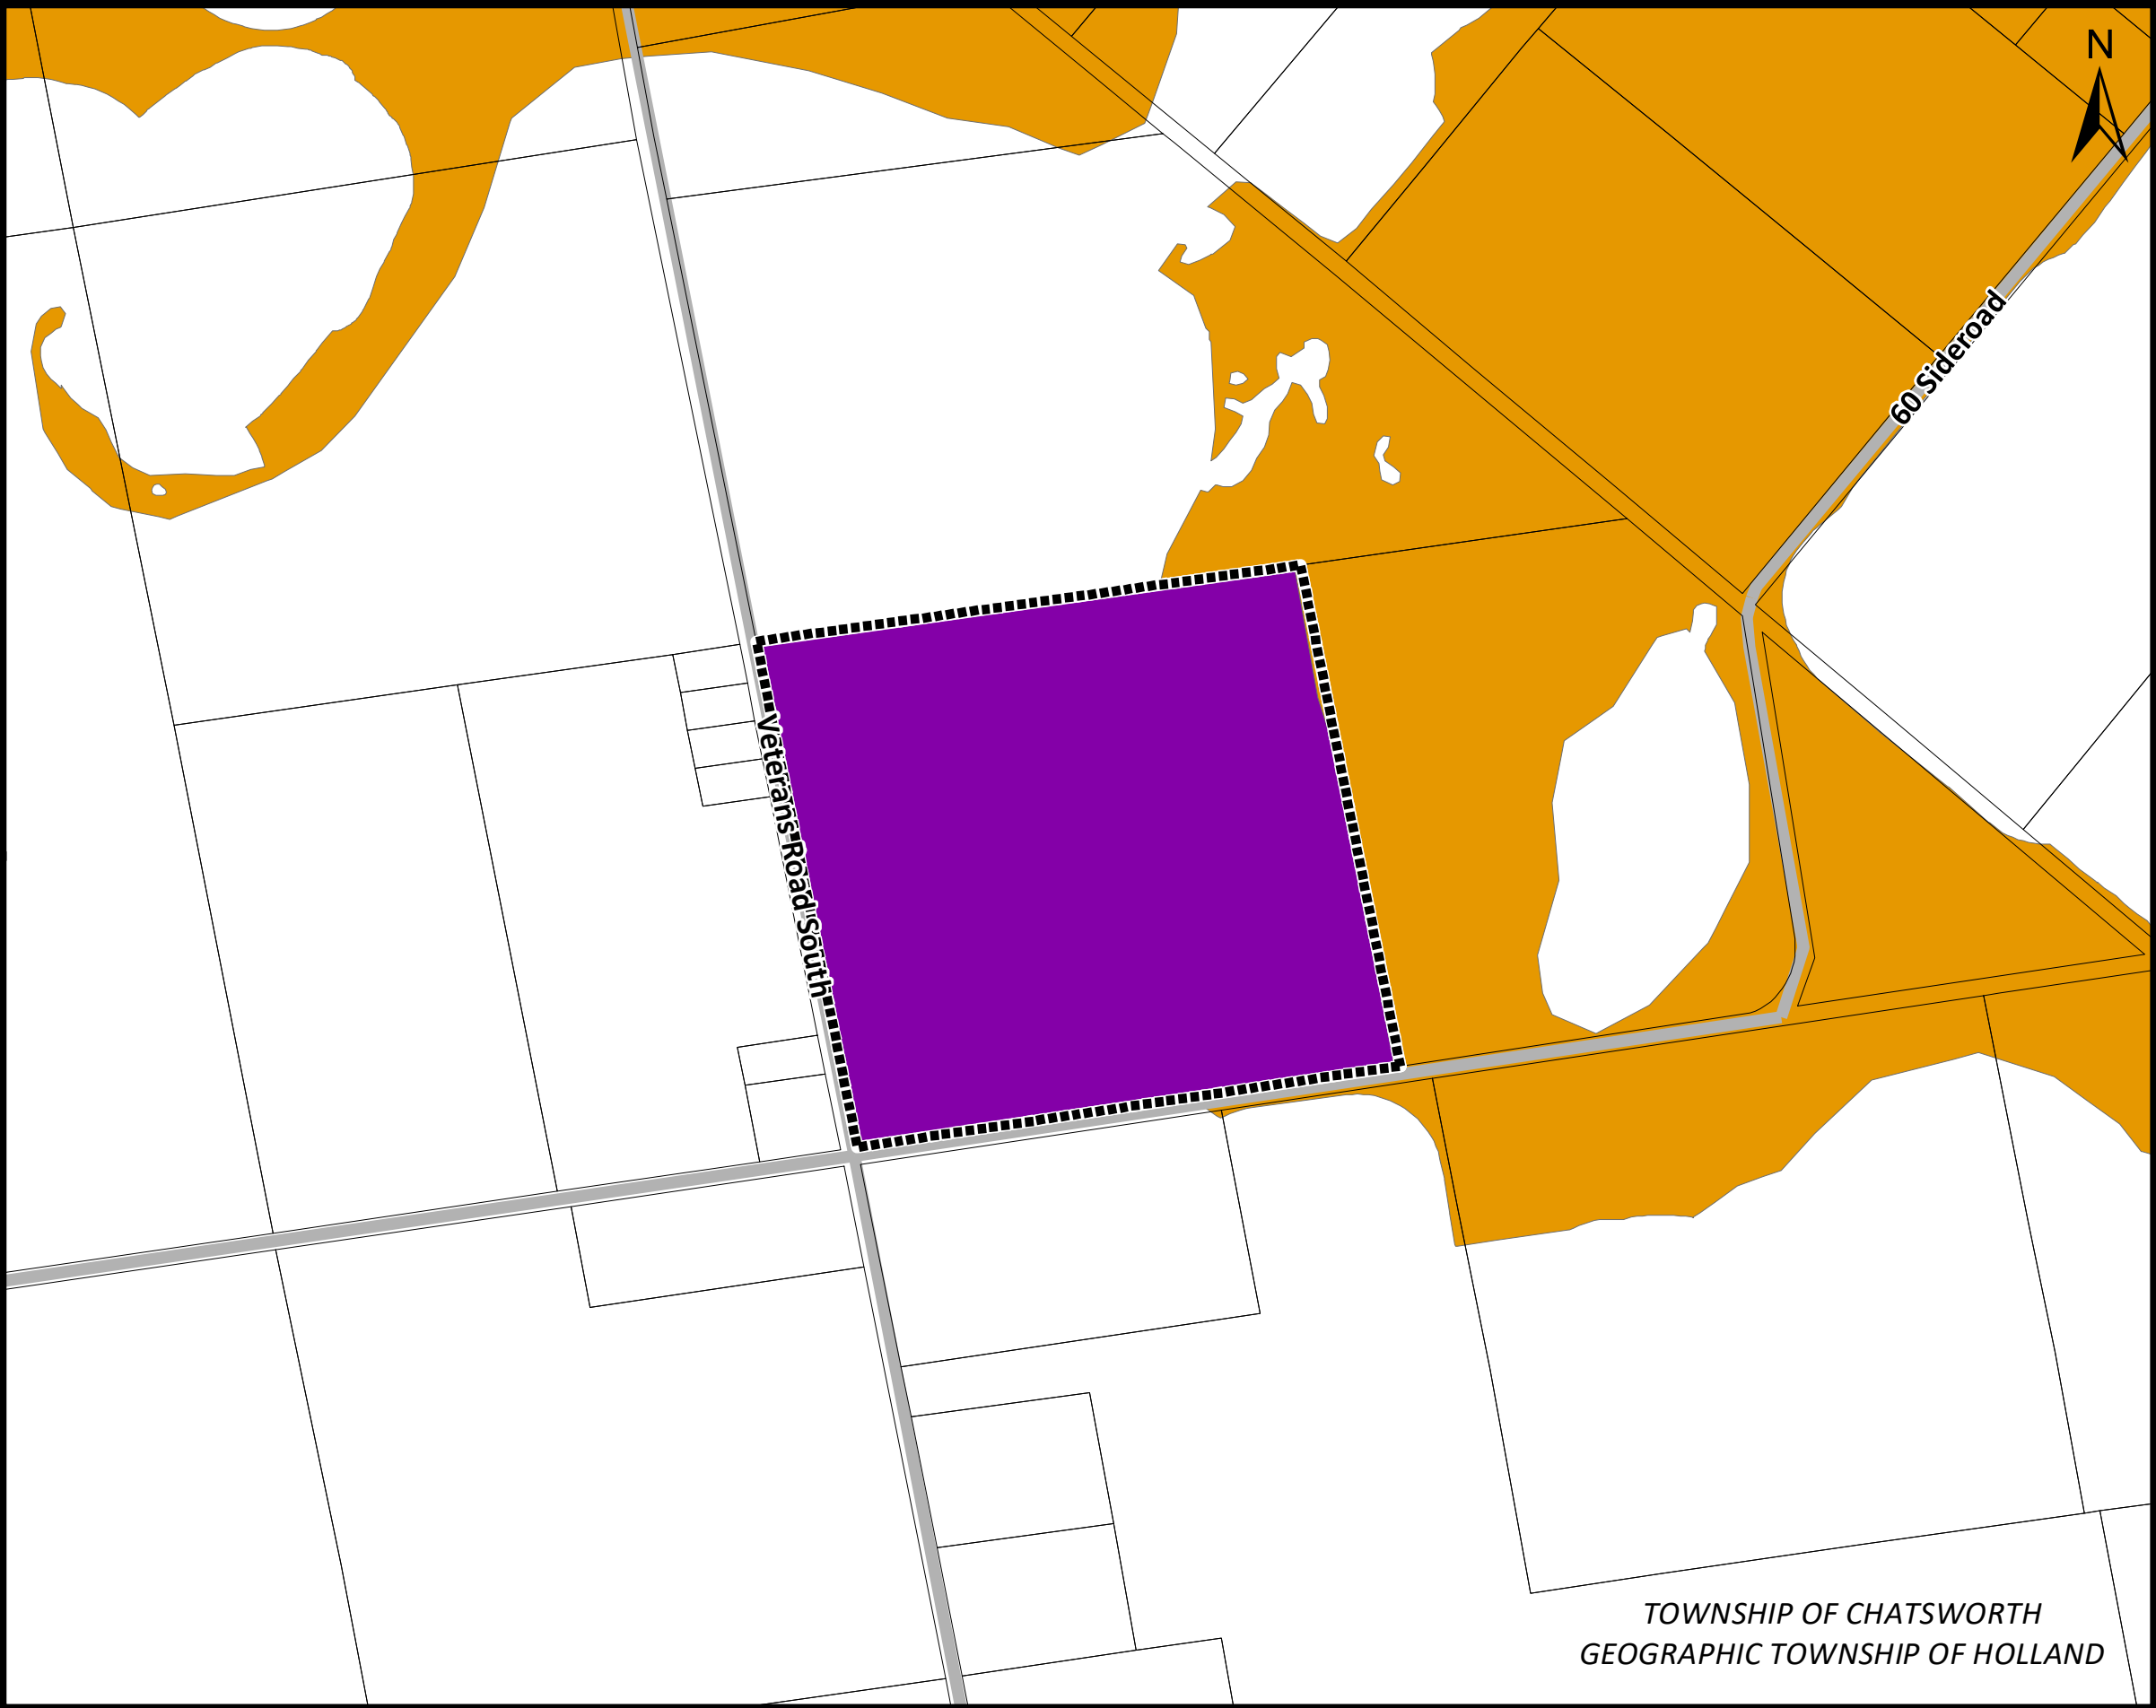 N
60 Sideroad
Veterans Road South
TOWNSHIP OF CHATSWORTH
GEOGRAPHIC TOWNSHIP OF HOLLAND